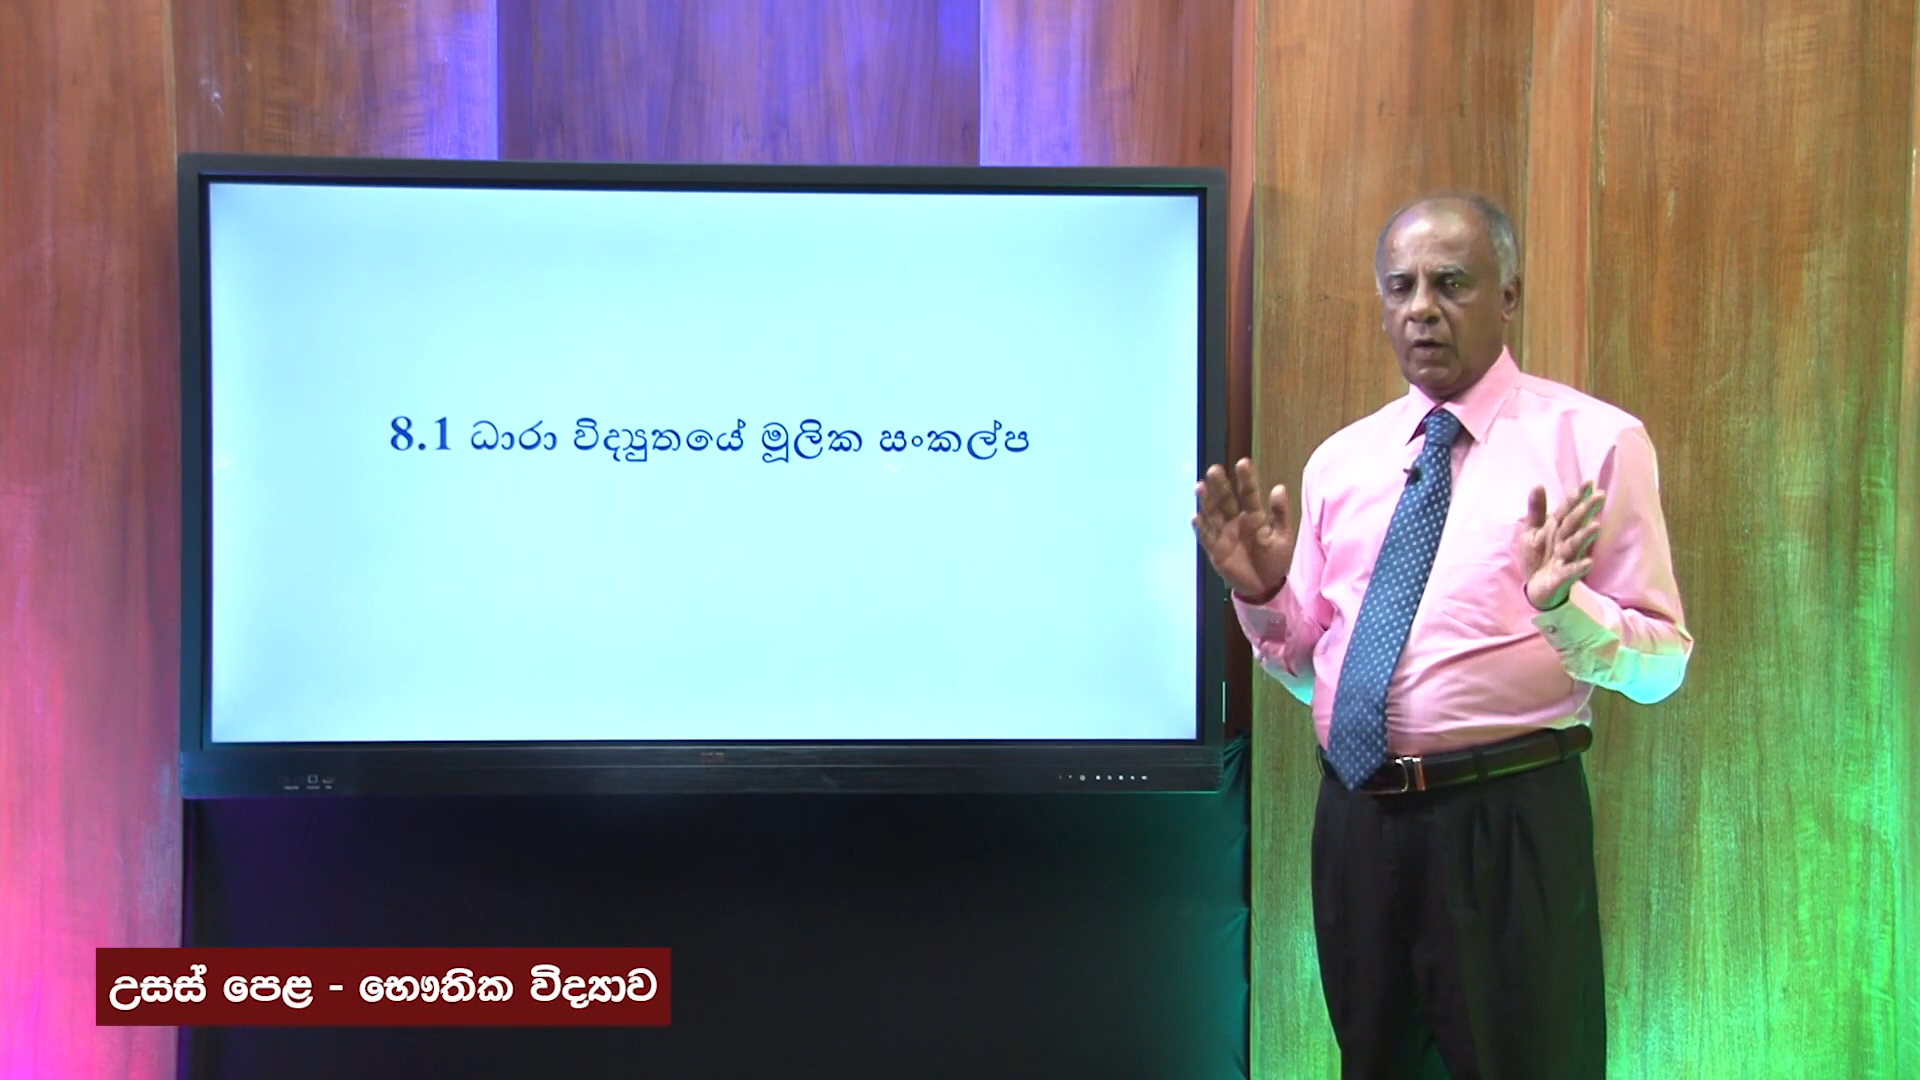 8.1 ධාරා විද්‍යුතයේ මූලික සංකල්ප
උසස් පෙළ - භෞතික විද්‍යාව